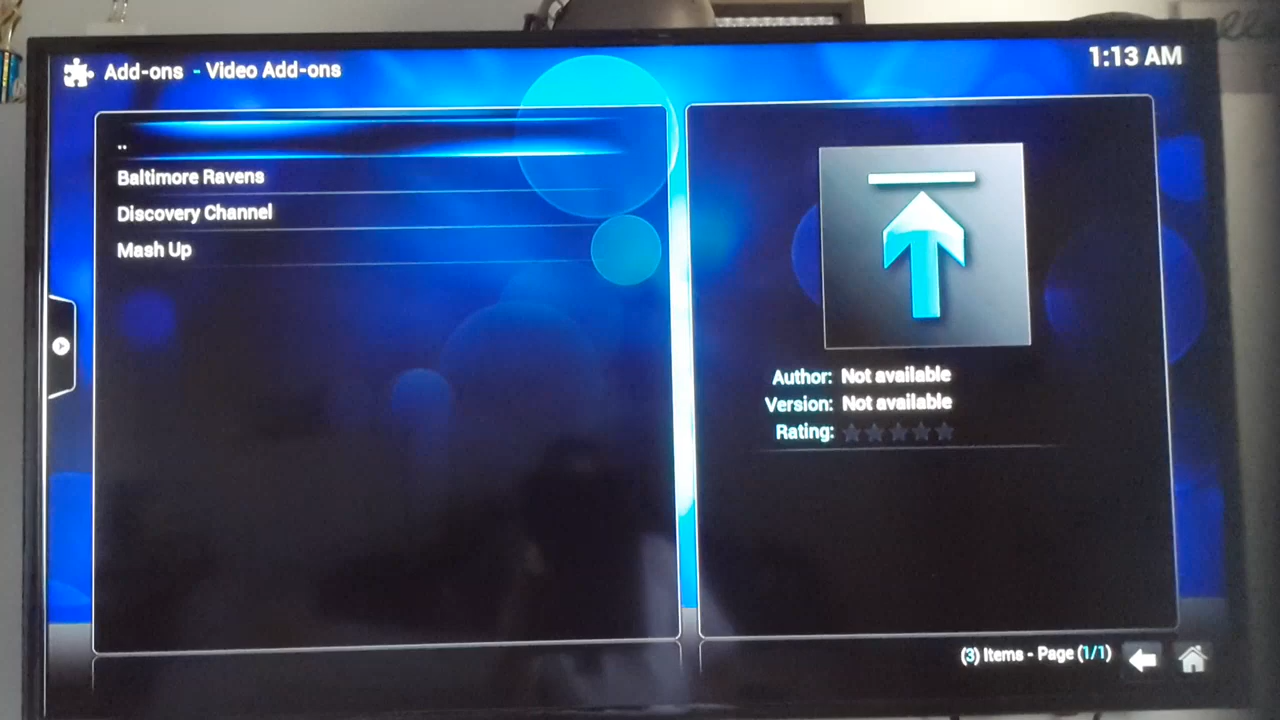 Add-ons - Video Add-ons
1:13 AM
..
Baltimore Ravens
Discovery Channel
Mash Up
Author: Not available
Version: Not available
Rating:
(3) Items - Page (1/1)